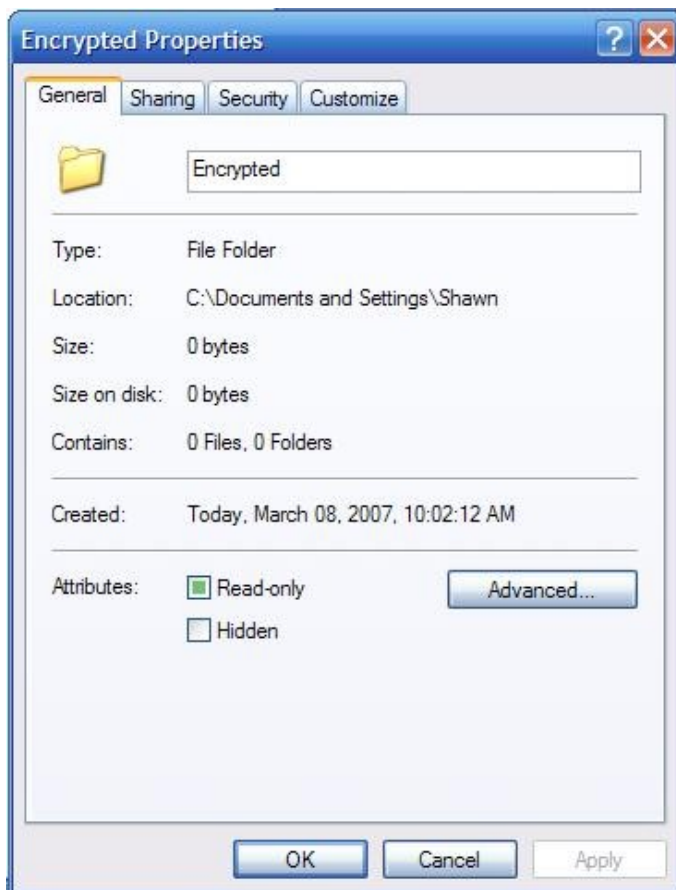 Encrypted Properties
?
General Sharing Security Customize
Encrypted
Type: File Folder
Location: C:\Documents and Settings\Shawn
Size: 0 bytes
Size on disk: 0 bytes
Contains: 0 Files, 0 Folders
Created: Today, March 08, 2007, 10:02:12 AM
Attributes: Read-only Advanced...
Hidden
OK Cancel Apply